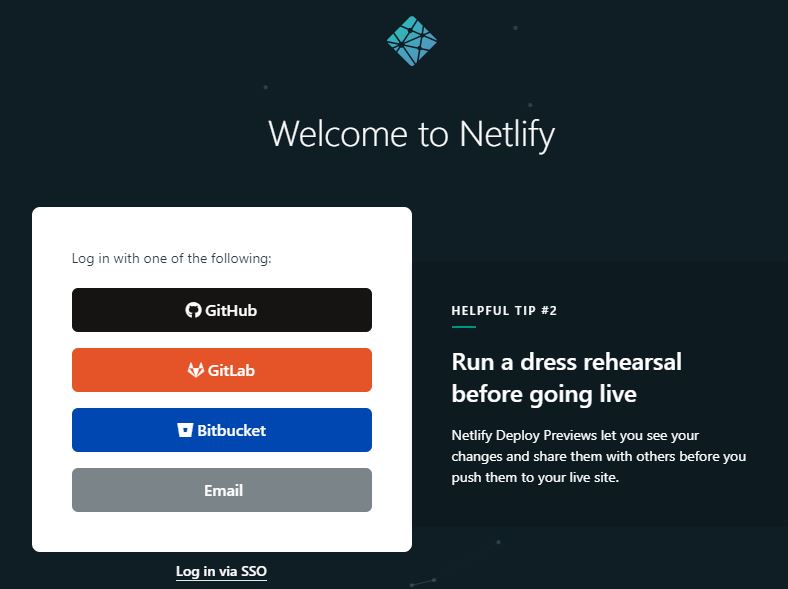 Welcome to Netlify
Log in with one of the following:
GitHub
GitLab
Bitbucket
Email
Log in via SSO
HELPFUL TIP #2
Run a dress rehearsal
before going live
Netlify Deploy Previews let you see your
changes and share them with others before you
push them to your live site.